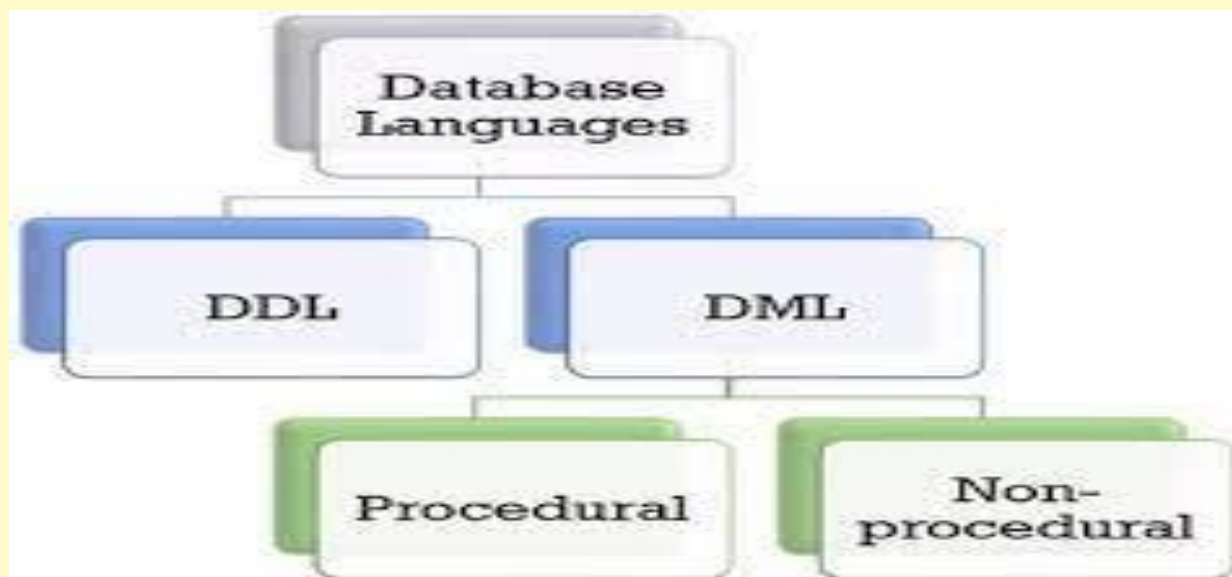 Database
Languages
DDL
DML
Procedural
Non-
procedural